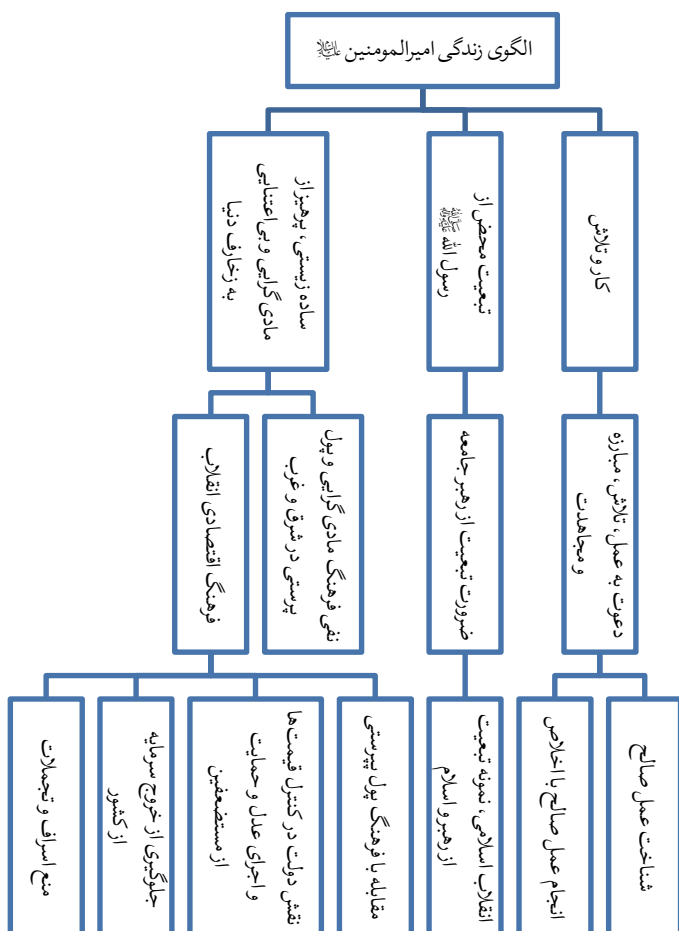 الگوی زندگی امیرالمومنین علیه‌السلام
کار و تلاش
تبعیت محض از
رسول الله ﷺ
ساده زیستی، پرهیز از
مادی گرایی و بی‌اعتنایی
به زخارف دنیا
دعوت به عمل، تلاش، مبارزه
و مجاهدت
ضرورت تبعیت از رهبر جامعه
نفی فرهنگ مادی گرایی و پول
پرستی در شرق و غرب
فرهنگ اقتصادی انقلاب
شناخت عمل صالح
انجام عمل صالح با اخلاص
انقلاب اسلامی، نمونه تبعیت
از رهبر و اسلام
مقابله با فرهنگ پول پرستی
نقش دولت در کنترل قیمت‌ها
و اجرای عدل و حمایت
از مستضعفین
جلوگیری از خروج سرمایه
از کشور
منع اسراف و تجملات